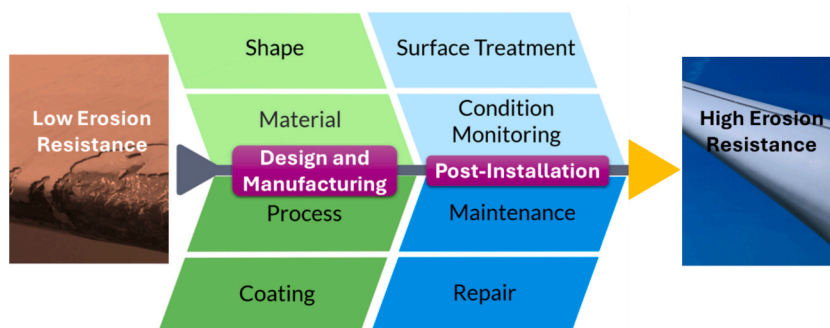 Shape
Surface Treatment
Low Erosion
Resistance
Material
Condition
Monitoring
High Erosion
Resistance
Design and
Manufacturing
Post-Installation
Process
Maintenance
Coating
Repair